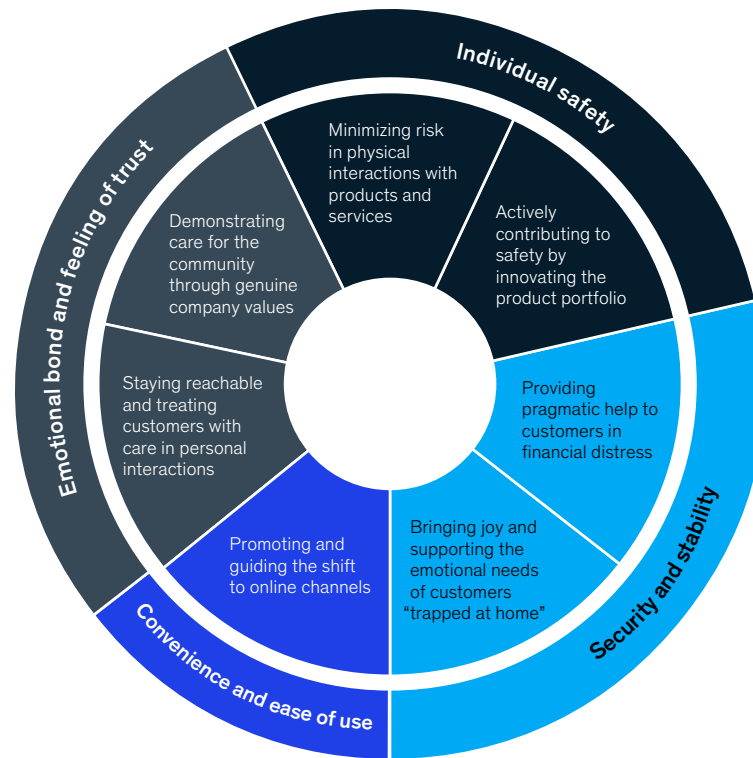 Individual safety
Minimizing risk
in physical
interactions with
products and
services
Actively
contributing to
safety by
innovating the
product portfolio
Security and stability
Providing
pragmatic help to
customers in
financial distress
Bringing joy and
supporting the
emotional needs
of customers
“trapped at home”
Convenience and ease of use
Promoting and
guiding the shift
to online channels
Emotional bond and feeling of trust
Staying reachable
and treating
customers with
care in personal
interactions
Demonstrating
care for the
community
through genuine
company values